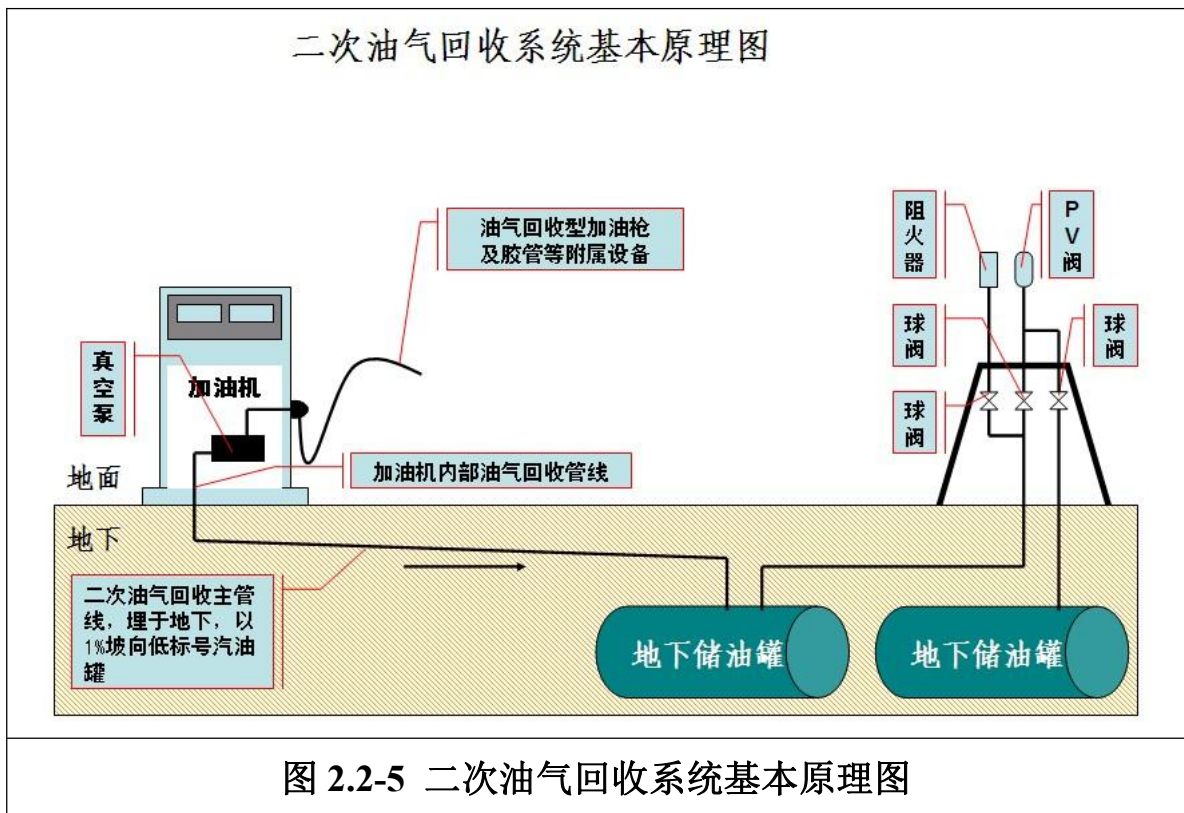 二次油气回收系统基本原理图
油气回收型加油枪
及胶管等附属设备
阻火器
PV阀
真空泵
加油机
球阀
球阀
球阀
地面
加油机内部油气回收管线
地下
二次油气回收主管
线，埋于地下，以
1%坡向低标号汽油
罐
地下储油罐
地下储油罐
图 2.2-5 二次油气回收系统基本原理图